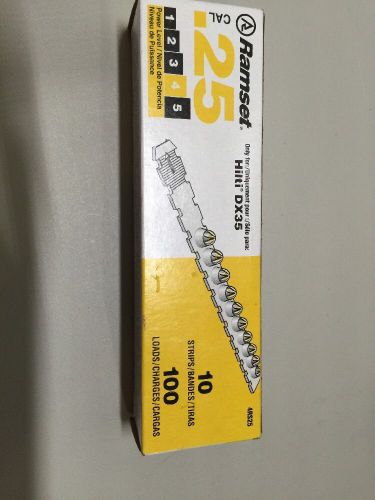 Ramset®
.25
CAL
1 2 3 4 5
Power Level / Nivel de Potencia
Niveau de Puissance
Only for:/Uniquement pour:/Sólo para:
Hilti® DX35
10
STRIPS/BANDES/TIRAS
100
LOADS/CHARGES/CARGAS
4RS25